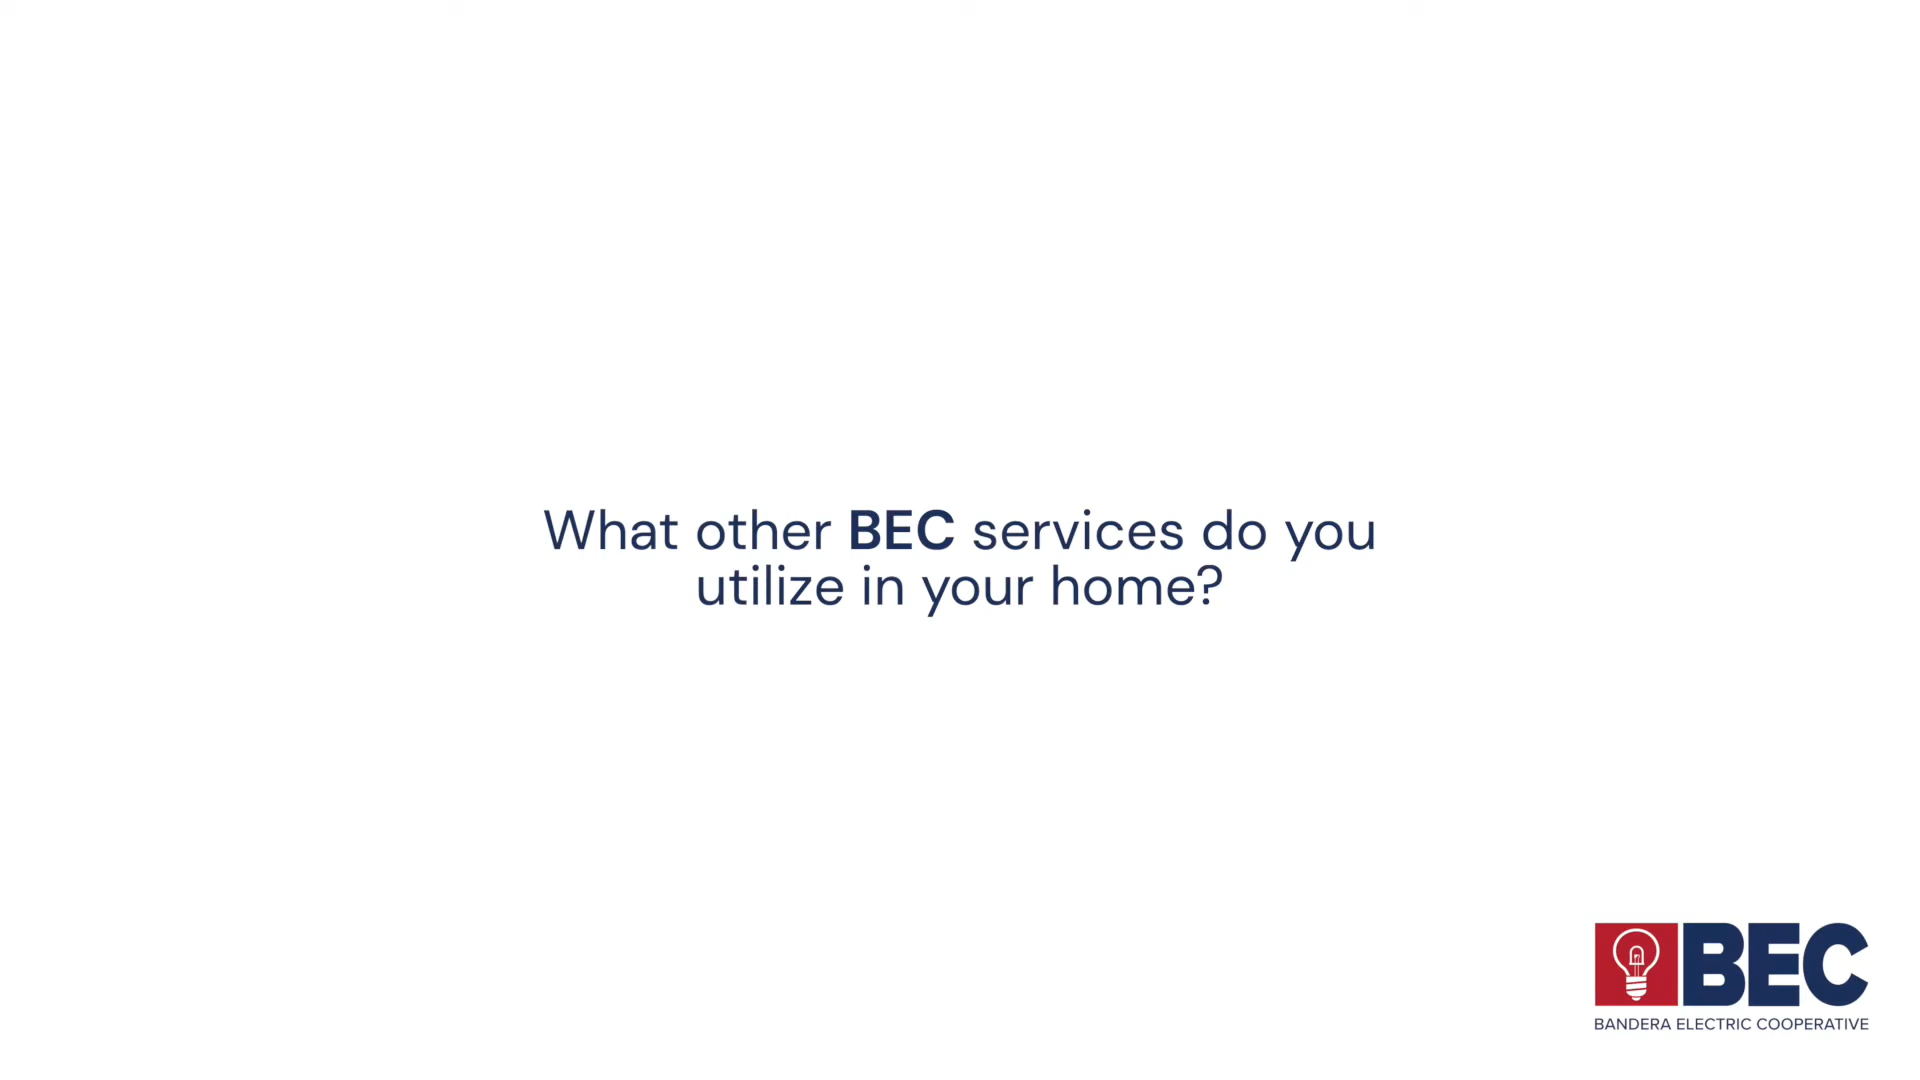 What other BEC services do you
utilize in your home?
BEC
BANDERA ELECTRIC COOPERATIVE